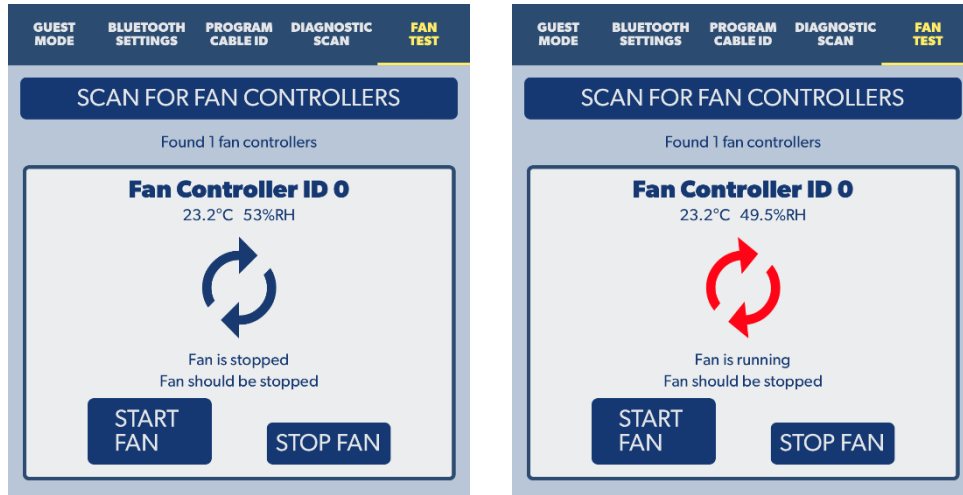 GUEST MODE
BLUETOOTH SETTINGS
PROGRAM CABLE ID
DIAGNOSTIC SCAN
FAN TEST
SCAN FOR FAN CONTROLLERS
Found 1 fan controllers
Fan Controller ID 0
23.2°C 53%RH
Fan is stopped
Fan should be stopped
START
FAN
STOP FAN
GUEST MODE
BLUETOOTH SETTINGS
PROGRAM CABLE ID
DIAGNOSTIC SCAN
FAN TEST
SCAN FOR FAN CONTROLLERS
Found 1 fan controllers
Fan Controller ID 0
23.2°C 49.5%RH
Fan is running
Fan should be stopped
START
FAN
STOP FAN